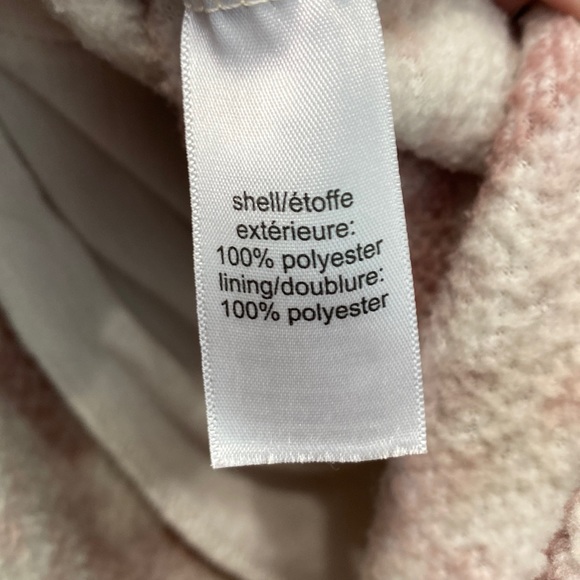 shell/étoffe
extérieure:
100% polyester
lining/doublure:
100% polyester